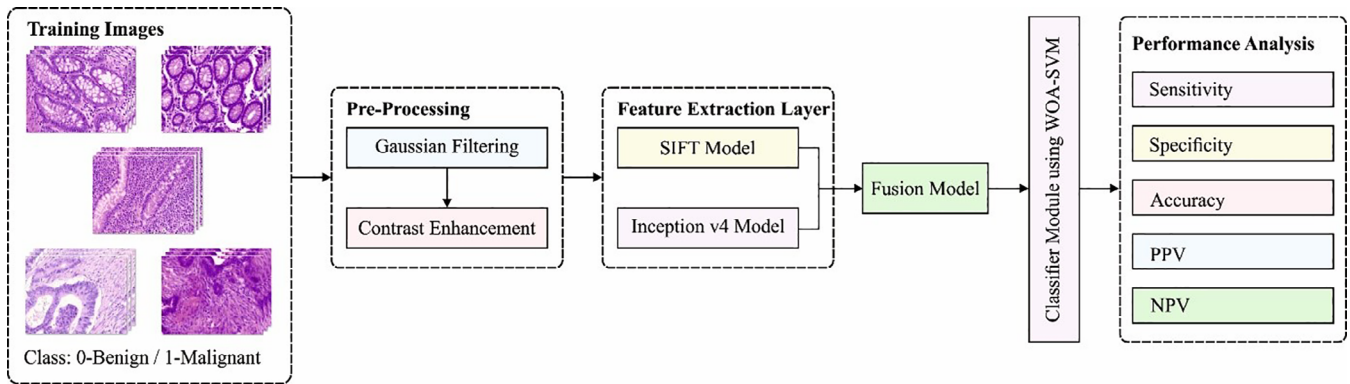 Training Images
Class: 0-Benign / 1-Malignant
Pre-Processing
Gaussian Filtering
Contrast Enhancement
Feature Extraction Layer
SIFT Model
Inception v4 Model
Fusion Model
Classifier Module using WOA-SVM
Performance Analysis
Sensitivity
Specificity
Accuracy
PPV
NPV